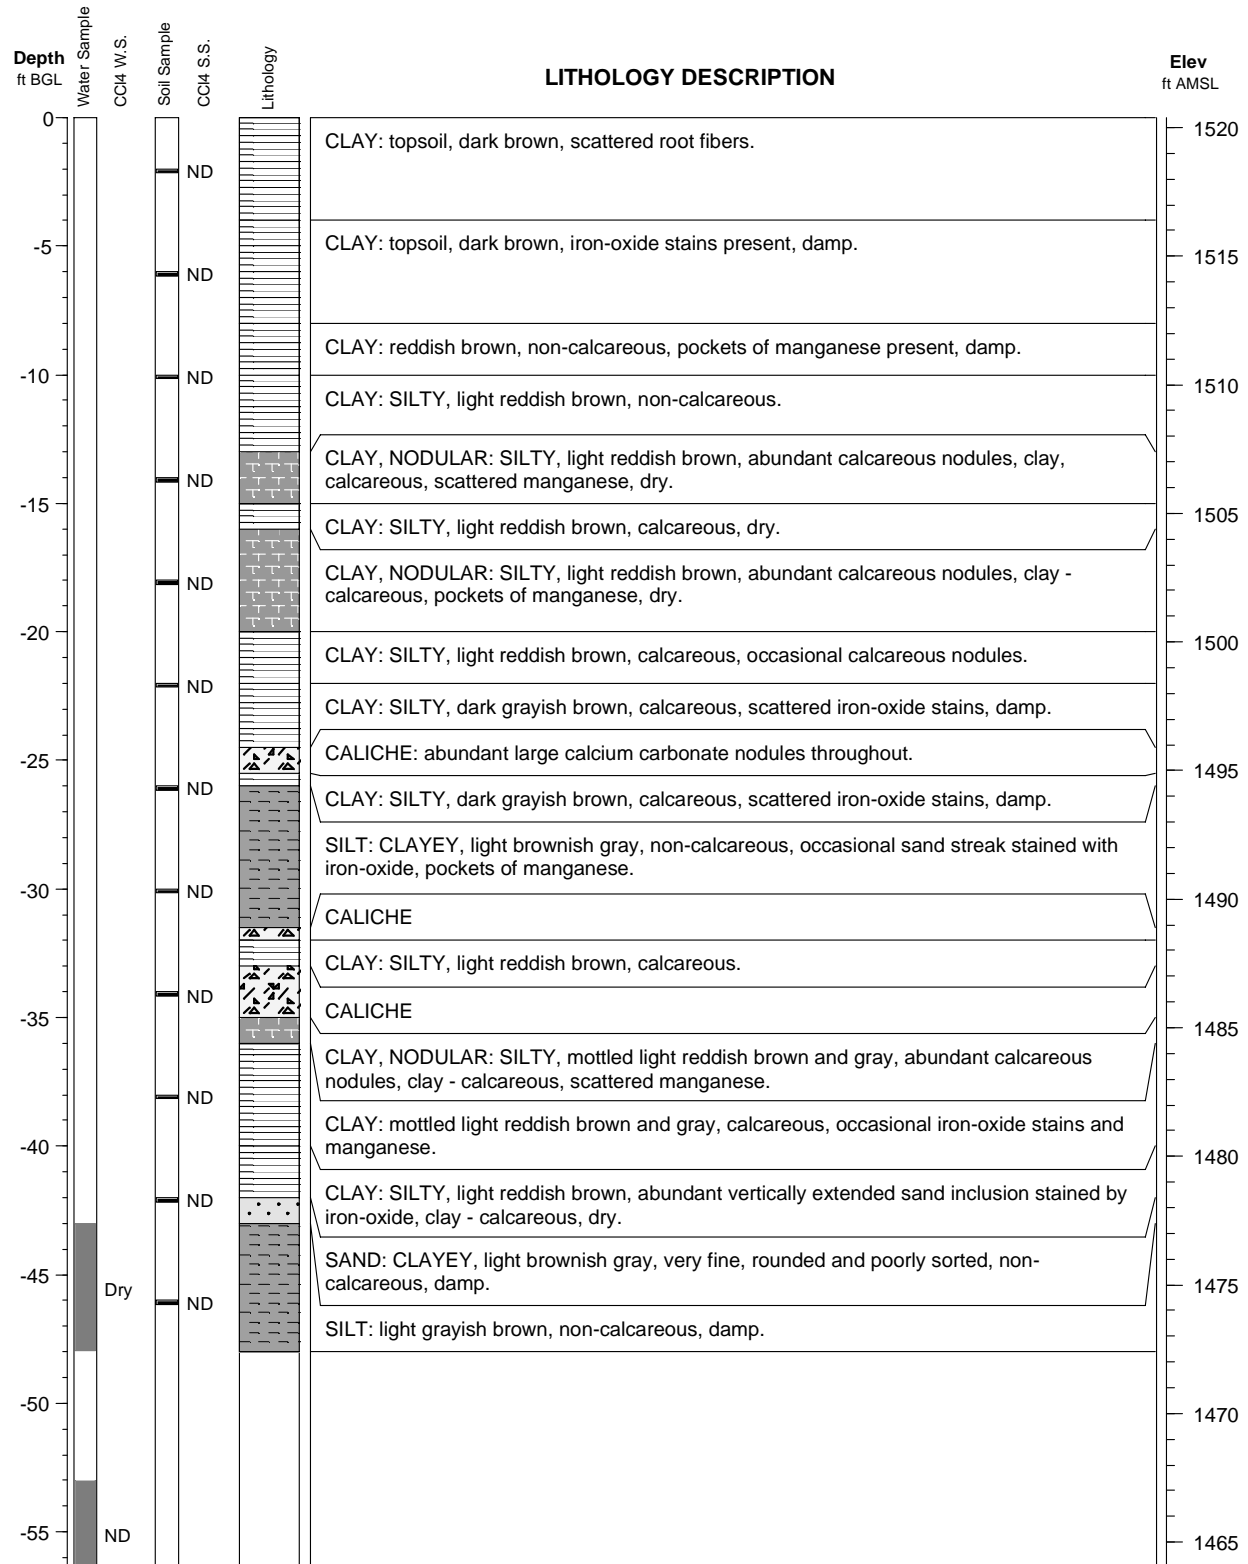 Depth
ft BGL
Water Sample
CCl4 W.S.
Soil Sample
CCl4 S.S.
Lithology
LITHOLOGY DESCRIPTION
Elev
ft AMSL
0
1520
CLAY: topsoil, dark brown, scattered root fibers.
ND
CLAY: topsoil, dark brown, iron-oxide stains present, damp.
-5
1515
ND
CLAY: reddish brown, non-calcareous, pockets of manganese present, damp.
-10
ND
1510
CLAY: SILTY, light reddish brown, non-calcareous.
CLAY, NODULAR: SILTY, light reddish brown, abundant calcareous nodules, clay,
calcareous, scattered manganese, dry.
ND
-15
1505
CLAY: SILTY, light reddish brown, calcareous, dry.
CLAY, NODULAR: SILTY, light reddish brown, abundant calcareous nodules, clay -
calcareous, pockets of manganese, dry.
ND
-20
1500
CLAY: SILTY, light reddish brown, calcareous, occasional calcareous nodules.
ND
CLAY: SILTY, dark grayish brown, calcareous, scattered iron-oxide stains, damp.
CALICHE: abundant large calcium carbonate nodules throughout.
-25
1495
ND
CLAY: SILTY, dark grayish brown, calcareous, scattered iron-oxide stains, damp.
SILT: CLAYEY, light brownish gray, non-calcareous, occasional sand streak stained with
iron-oxide, pockets of manganese.
-30
ND
1490
CALICHE
CLAY: SILTY, light reddish brown, calcareous.
ND
CALICHE
-35
1485
CLAY, NODULAR: SILTY, mottled light reddish brown and gray, abundant calcareous
nodules, clay - calcareous, scattered manganese.
ND
CLAY: mottled light reddish brown and gray, calcareous, occasional iron-oxide stains and
manganese.
-40
1480
CLAY: SILTY, light reddish brown, abundant vertically extended sand inclusion stained by
iron-oxide, clay - calcareous, dry.
ND
SAND: CLAYEY, light brownish gray, very fine, rounded and poorly sorted, non-
calcareous, damp.
-45
Dry
1475
ND
SILT: light grayish brown, non-calcareous, damp.
-50
1470
-55
ND
1465